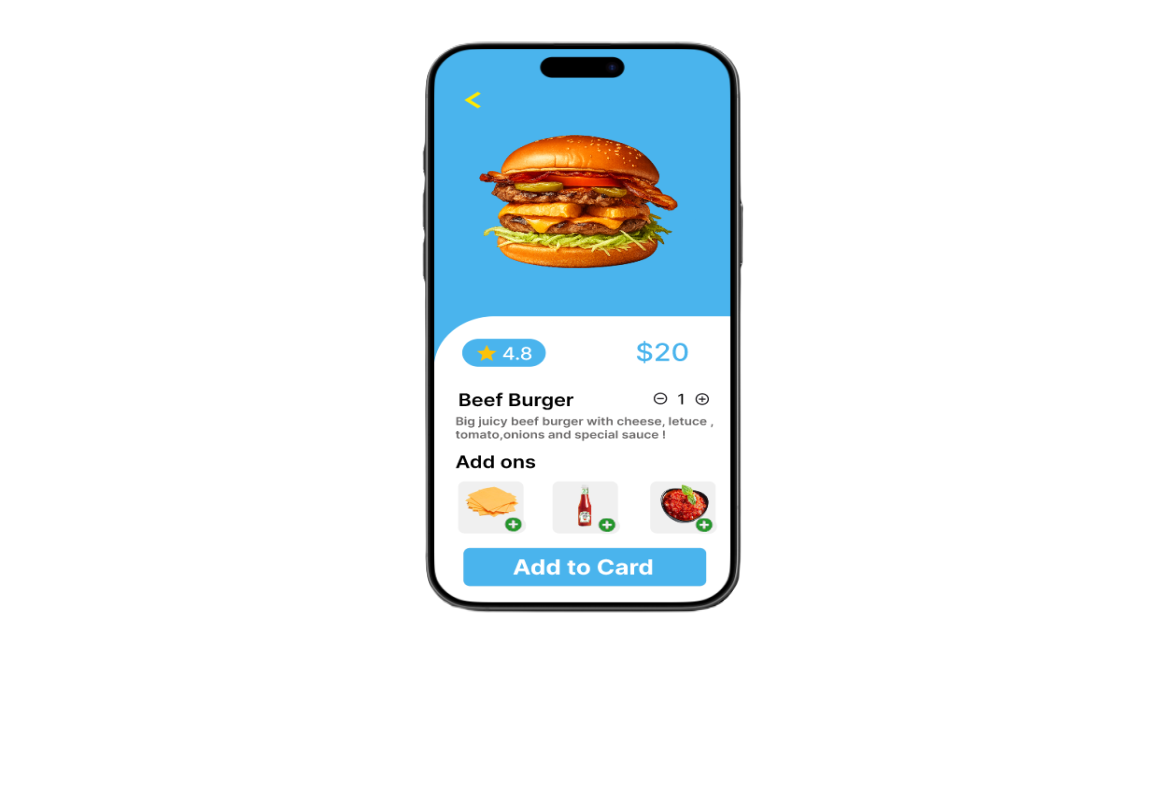 <
4.8
$20
Beef Burger
1
Big juicy beef burger with cheese, letuce ,
tomato,onions and special sauce !
Add ons
Add to Card